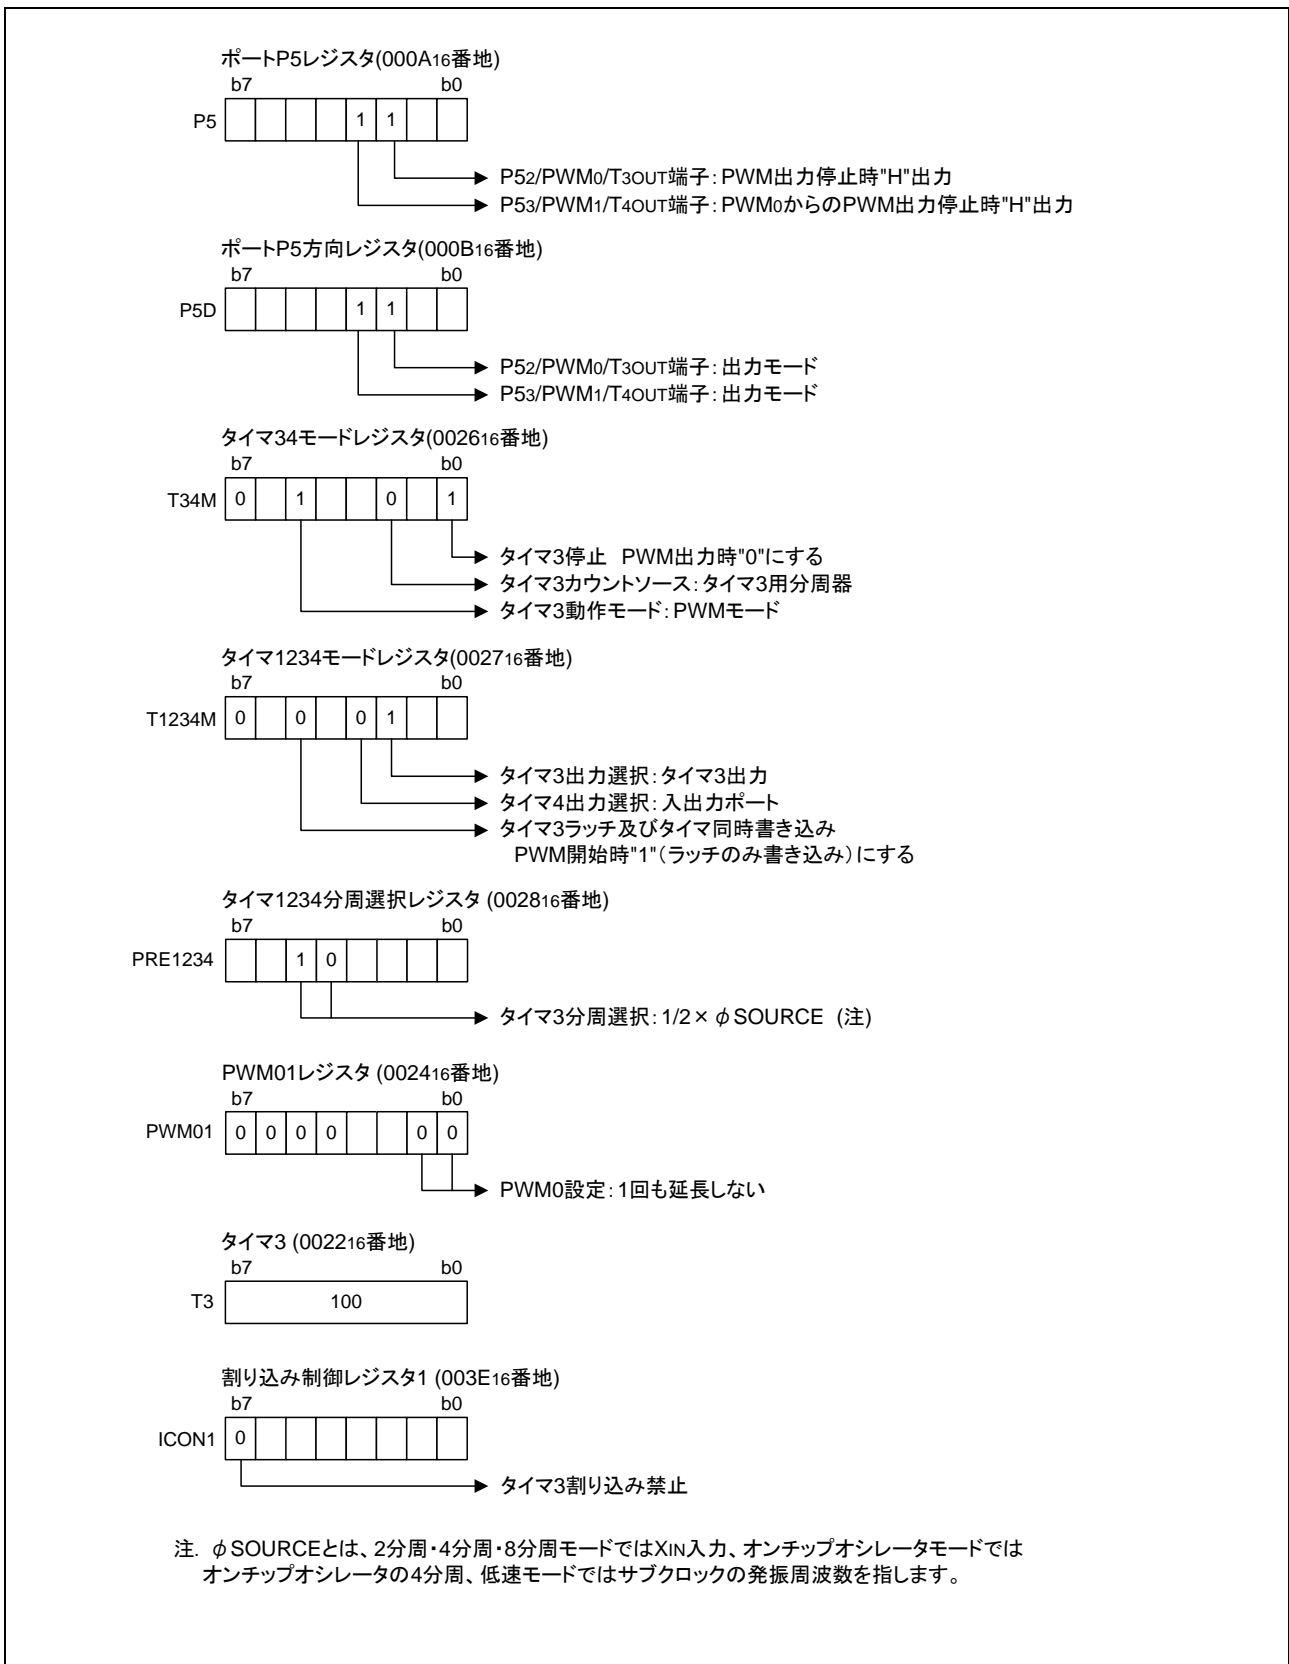 ポートP5レジスタ(000A16番地)
b7 b0
P5 1 1
P52/PWM0/T3OUT端子：PWM出力停止時"H"出力
P53/PWM1/T4OUT端子：PWM0からのPWM出力停止時"H"出力
ポートP5方向レジスタ(000B16番地)
b7 b0
P5D 1 1
P52/PWM0/T3OUT端子：出力モード
P53/PWM1/T4OUT端子：出力モード
タイマ34モードレジスタ(002616番地)
b7 b0
T34M 0 1 0 1
タイマ3停止 PWM出力時"0"にする
タイマ3カウントソース：タイマ3用分周器
タイマ3動作モード：PWMモード
タイマ1234モードレジスタ(002716番地)
b7 b0
T1234M 0 0 0 1
タイマ3出力選択：タイマ3出力
タイマ4出力選択：入出力ポート
タイマ3ラッチ及びタイマ同時書き込み
PWM開始時"1"（ラッチのみ書き込み）にする
タイマ1234分周選択レジスタ (002816番地)
b7 b0
PRE1234 1 0
タイマ3分周選択：1/2×φSOURCE (注)
PWM01レジスタ (002416番地)
b7 b0
PWM01 0 0 0 0 0 0
PWM0設定：1回も延長しない
タイマ3 (002216番地)
b7 b0
T3 100
割り込み制御レジスタ1 (003E16番地)
b7 b0
ICON1 0
タイマ3割り込み禁止
注. φSOURCEとは、2分周・4分周・8分周モードではXIN入力、オンチップオシレータモードでは
オンチップオシレータの4分周、低速モードではサブクロックの発振周波数を指します。